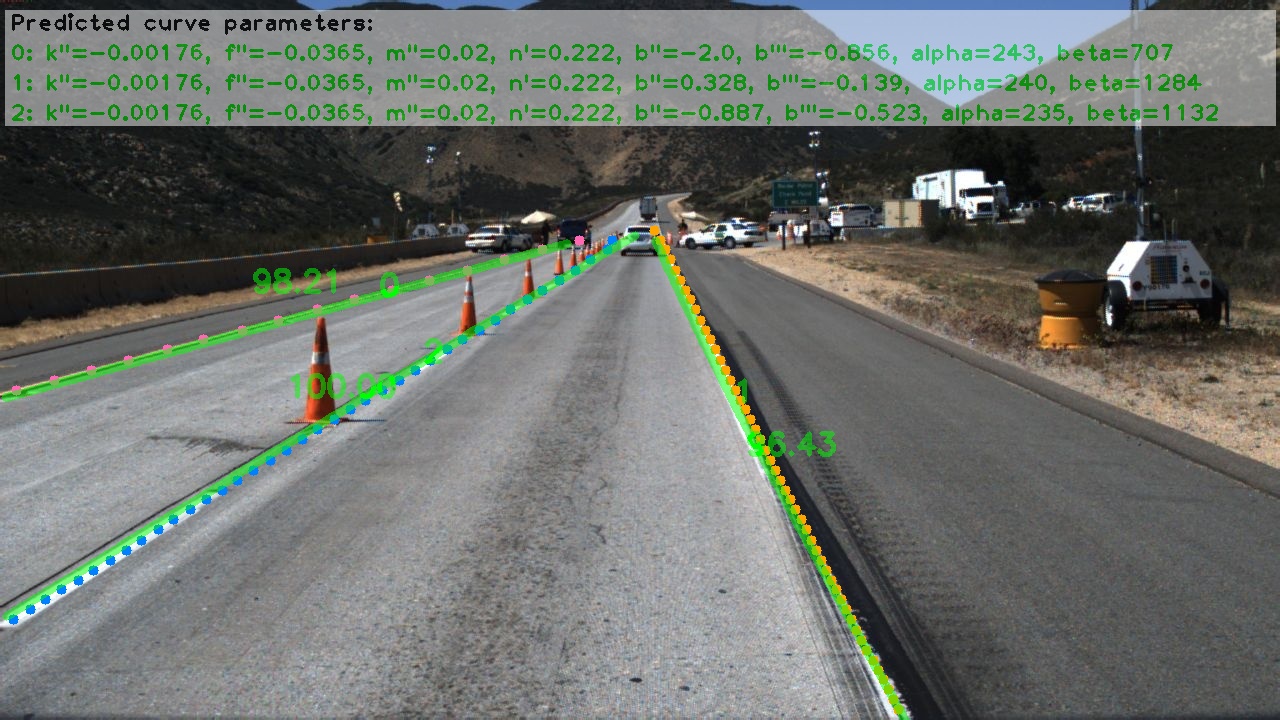 Predicted curve parameters:
0: k''=-0.00176, f''=-0.0365, m''=0.02, n'=0.222, b''=-2.0, b'''=-0.856, alpha=243, beta=707
1: k''=-0.00176, f''=-0.0365, m''=0.02, n'=0.222, b''=0.328, b'''=-0.139, alpha=240, beta=1284
2: k''=-0.00176, f''=-0.0365, m''=0.02, n'=0.222, b''=-0.887, b'''=-0.523, alpha=235, beta=1132
98.21 0
2
100.00
1
96.43